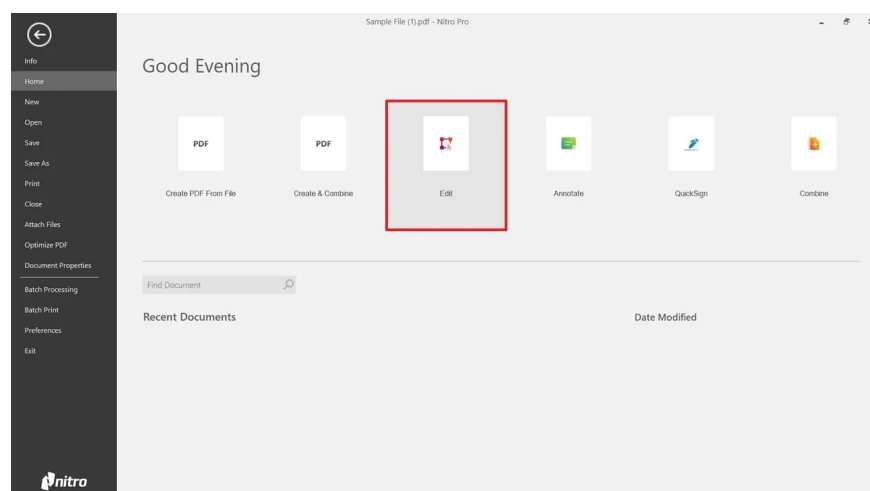 Sample File (1).pdf - Nitro Pro
Info
Home
New
Open
Save
Save As
Print
Close
Attach Files
Optimize PDF
Document Properties
Batch Processing
Batch Print
Preferences
Exit
nitro
Good Evening
PDF PDF
Create PDF From File Create & Combine Edit Annotate QuickSign Combine
Find Document
Recent Documents Date Modified